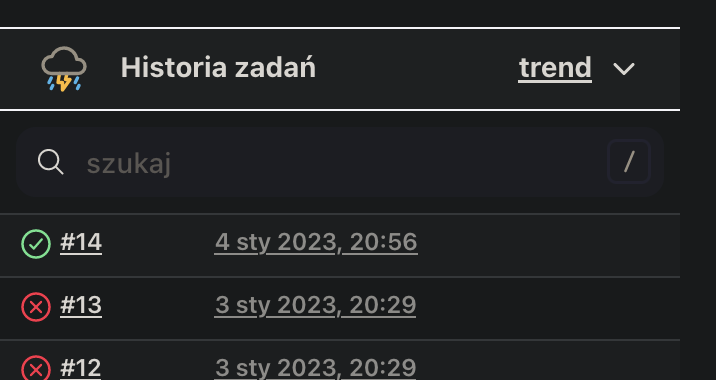 Historia zadań trend
szukaj /
#14 4 sty 2023, 20:56
#13 3 sty 2023, 20:29
#12 3 sty 2023, 20:29